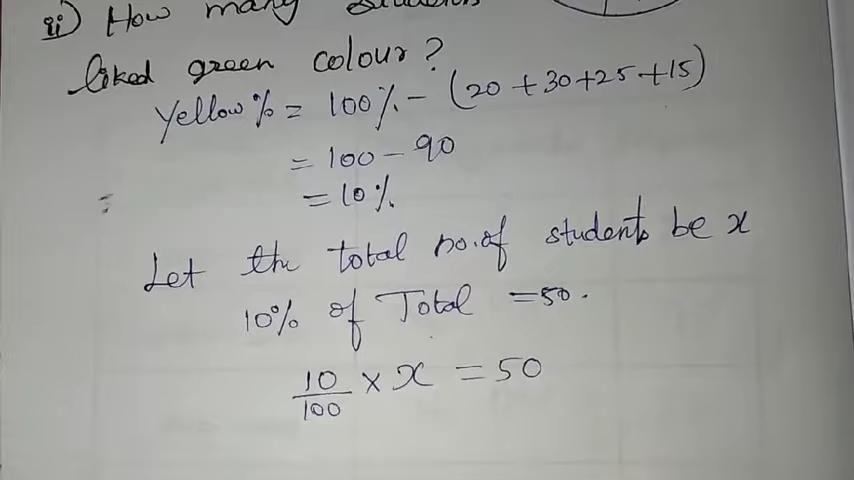 ii) How many students
liked green colour?
Yellow% = 100% - (20 + 30 + 25 + 15)
= 100 - 90
= 10%
Let the total no. of students be x
10% of Total = 50.
10/100 × x = 50